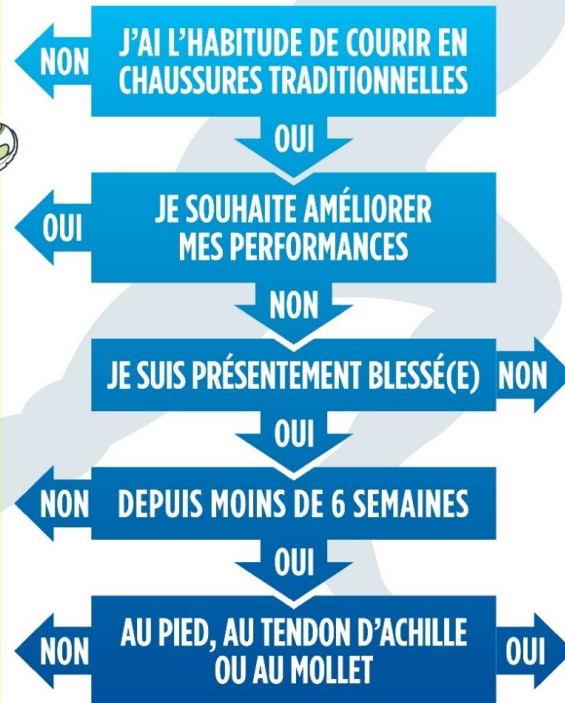 NON
J'AI L'HABITUDE DE COURIR EN
CHAUSSURES TRADITIONNELLES
OUI
OUI
JE SOUHAITE AMÉLIORER
MES PERFORMANCES
NON
JE SUIS PRÉSENTEMENT BLESSÉ(E)
NON
OUI
NON
DEPUIS MOINS DE 6 SEMAINES
OUI
NON
AU PIED, AU TENDON D'ACHILLE
OU AU MOLLET
OUI